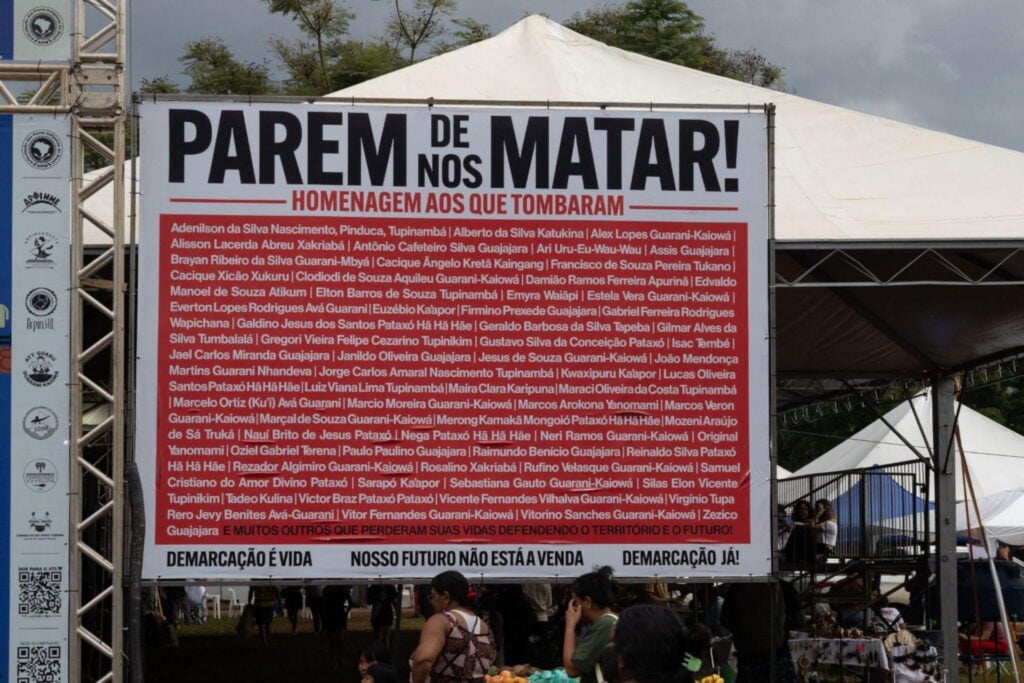 PAREM DE NOS MATAR!
HOMENAGEM AOS QUE TOMBARAM
Adenilson da Silva Nascimento, Pinduca, Tupinambá | Alberto da Silva Katukina | Alex Lopes Guarani-Kaiowá |
Alisson Lacerda Abreu Xakriabá | Antônio Cafeteiro Silva Guajajara | Ari Uru-Eu-Wau-Wau | Assis Guajajara |
Brayan Ribeiro da Silva Guarani-Mbyá | Cacique Ângelo Kretã Kaingang | Francisco de Souza Pereira Tukano |
Cacique Xicão Xukuru | Clodiodi de Souza Aquileu Guarani-Kaiowá | Damião Ramos Ferreira Apurinã | Edvaldo
Manoel de Souza Atikum | Elton Barros de Souza Tupinambá | Emyra Waiãpi | Estela Vera Guarani-Kaiowá |
Everton Lopes Rodrigues Avá Guarani | Euzébio Ka'apor | Firmino Prexede Guajajara | Gabriel Ferreira Rodrigues
Wapichana | Galdino Jesus dos Santos Pataxó Hã Hã Hãe | Geraldo Barbosa da Silva Tapeba | Gilmar Alves da
Silva Tumbalalá | Gregori Vieira Felipe Cezarino Tupinikim | Gustavo Silva da Conceição Pataxó | Isac Tembé |
Jael Carlos Miranda Guajajara | Janildo Oliveira Guajajara | Jesus de Souza Guarani-Kaiowá | João Mendonça
Martins Guarani Nhandeva | Jorge Carlos Amaral Nascimento Tupinambá | Kwaxipuru Ka'apor | Lucas Oliveira
Santos Pataxó Hã Hã Hãe | Luiz Viana Lima Tupinambá | Maíra Clara Karipuna | Maraci Oliveira da Costa Tupinambá
| Marcelo Ortiz (Ku'i) Avá Guarani | Marcio Moreira Guarani-Kaiowá | Marcos Arokona Yanomami | Marcos Veron
Guarani-Kaiowá | Marçal de Souza Guarani-Kaiowá | Merong Kamakã Mongoió Pataxó Hã Hã Hãe | Mozeni Araújo
de Sá Truká | Nauí Brito de Jesus Pataxó | Nega Pataxó Hã Hã Hãe | Neri Ramos Guarani-Kaiowá | Original
Yanomami | Oziel Gabriel Terena | Paulo Paulino Guajajara | Raimundo Benício Guajajara | Reinaldo Silva Pataxó
Hã Hã Hãe | Rezador Algimiro Guarani-Kaiowá | Rosalino Xakriabá | Rufino Velasque Guarani-Kaiowá | Samuel
Cristiano do Amor Divino Pataxó | Sarapó Ka'apor | Sebastiana Gauto Guarani-Kaiowá | Silas Elon Vicente
Tupinikim | Tadeo Kulina | Victor Braz Pataxó Pataxó | Vicente Fernandes Vilhalva Guarani-Kaiowá | Virgínio Tupa
Rero Jevy Benites Avá-Guarani | Vitor Fernandes Guarani-Kaiowá | Vitorino Sanches Guarani-Kaiowá | Zezico
Guajajara E MUITOS OUTROS QUE PERDERAM SUAS VIDAS DEFENDENDO O TERRITÓRIO E O FUTURO!
DEMARCAÇÃO É VIDA NOSSO FUTURO NÃO ESTÁ A VENDA DEMARCAÇÃO JÁ!
APOINME
ArpinSUL
ATY GUASU
GUARANI KAIOWÁ
DOE PARA O ATL